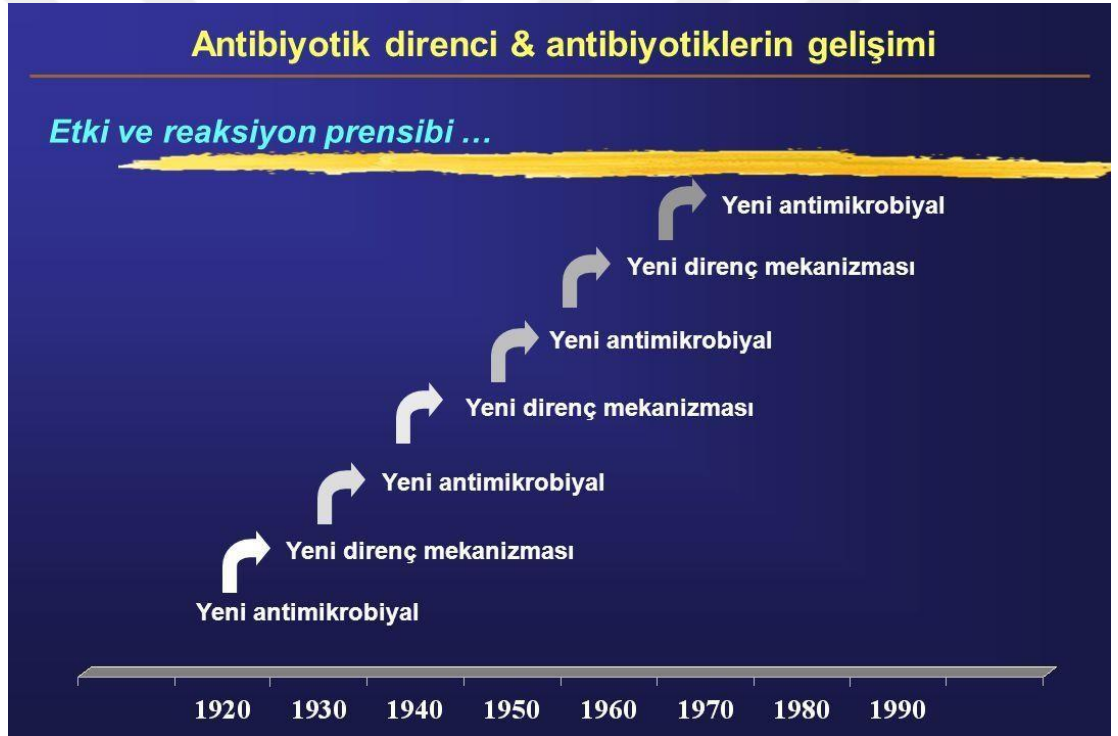 Antibiyotik direnci & antibiyotiklerin gelişimi
Etki ve reaksiyon prensibi ...
Yeni antimikrobiyal
Yeni direnç mekanizması
Yeni antimikrobiyal
Yeni direnç mekanizması
Yeni antimikrobiyal
Yeni direnç mekanizması
Yeni antimikrobiyal
1920 1930 1940 1950 1960 1970 1980 1990